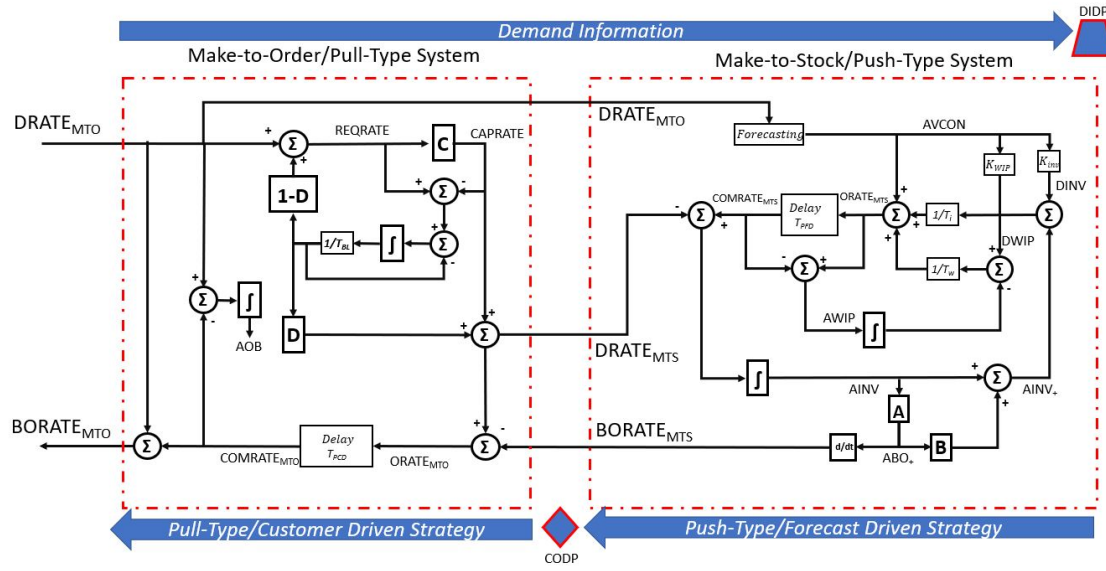 DIDP
Demand Information
Make-to-Order/Pull-Type System
Make-to-Stock/Push-Type System
DRATE_MTO
+
Σ
+
REQRATE
C
CAPRATE
DRATE_MTO
Forecasting
AVCON
K_WIP
K_inv
DINV
1-D
+
Σ
-
+
Σ
-
∫
1/T_BL
-
Σ
+
COMRATE_MTS
Delay
T_PFD
ORATE_MTS
+
Σ
+
+
1/T_i
Σ
DWIP
+
Σ
-
1/T_w
-
Σ
+
AWIP
∫
+
Σ
-
∫
AOB
D
+
+
Σ
DRATE_MTS
∫
AINV
+
Σ
+
AINV+
A
BORATE_MTO
Σ
COMRATE_MTO
Delay
T_PCD
ORATE_MTO
+
Σ
-
BORATE_MTS
d/dt
ABO+
B
Pull-Type/Customer Driven Strategy
CODP
Push-Type/Forecast Driven Strategy